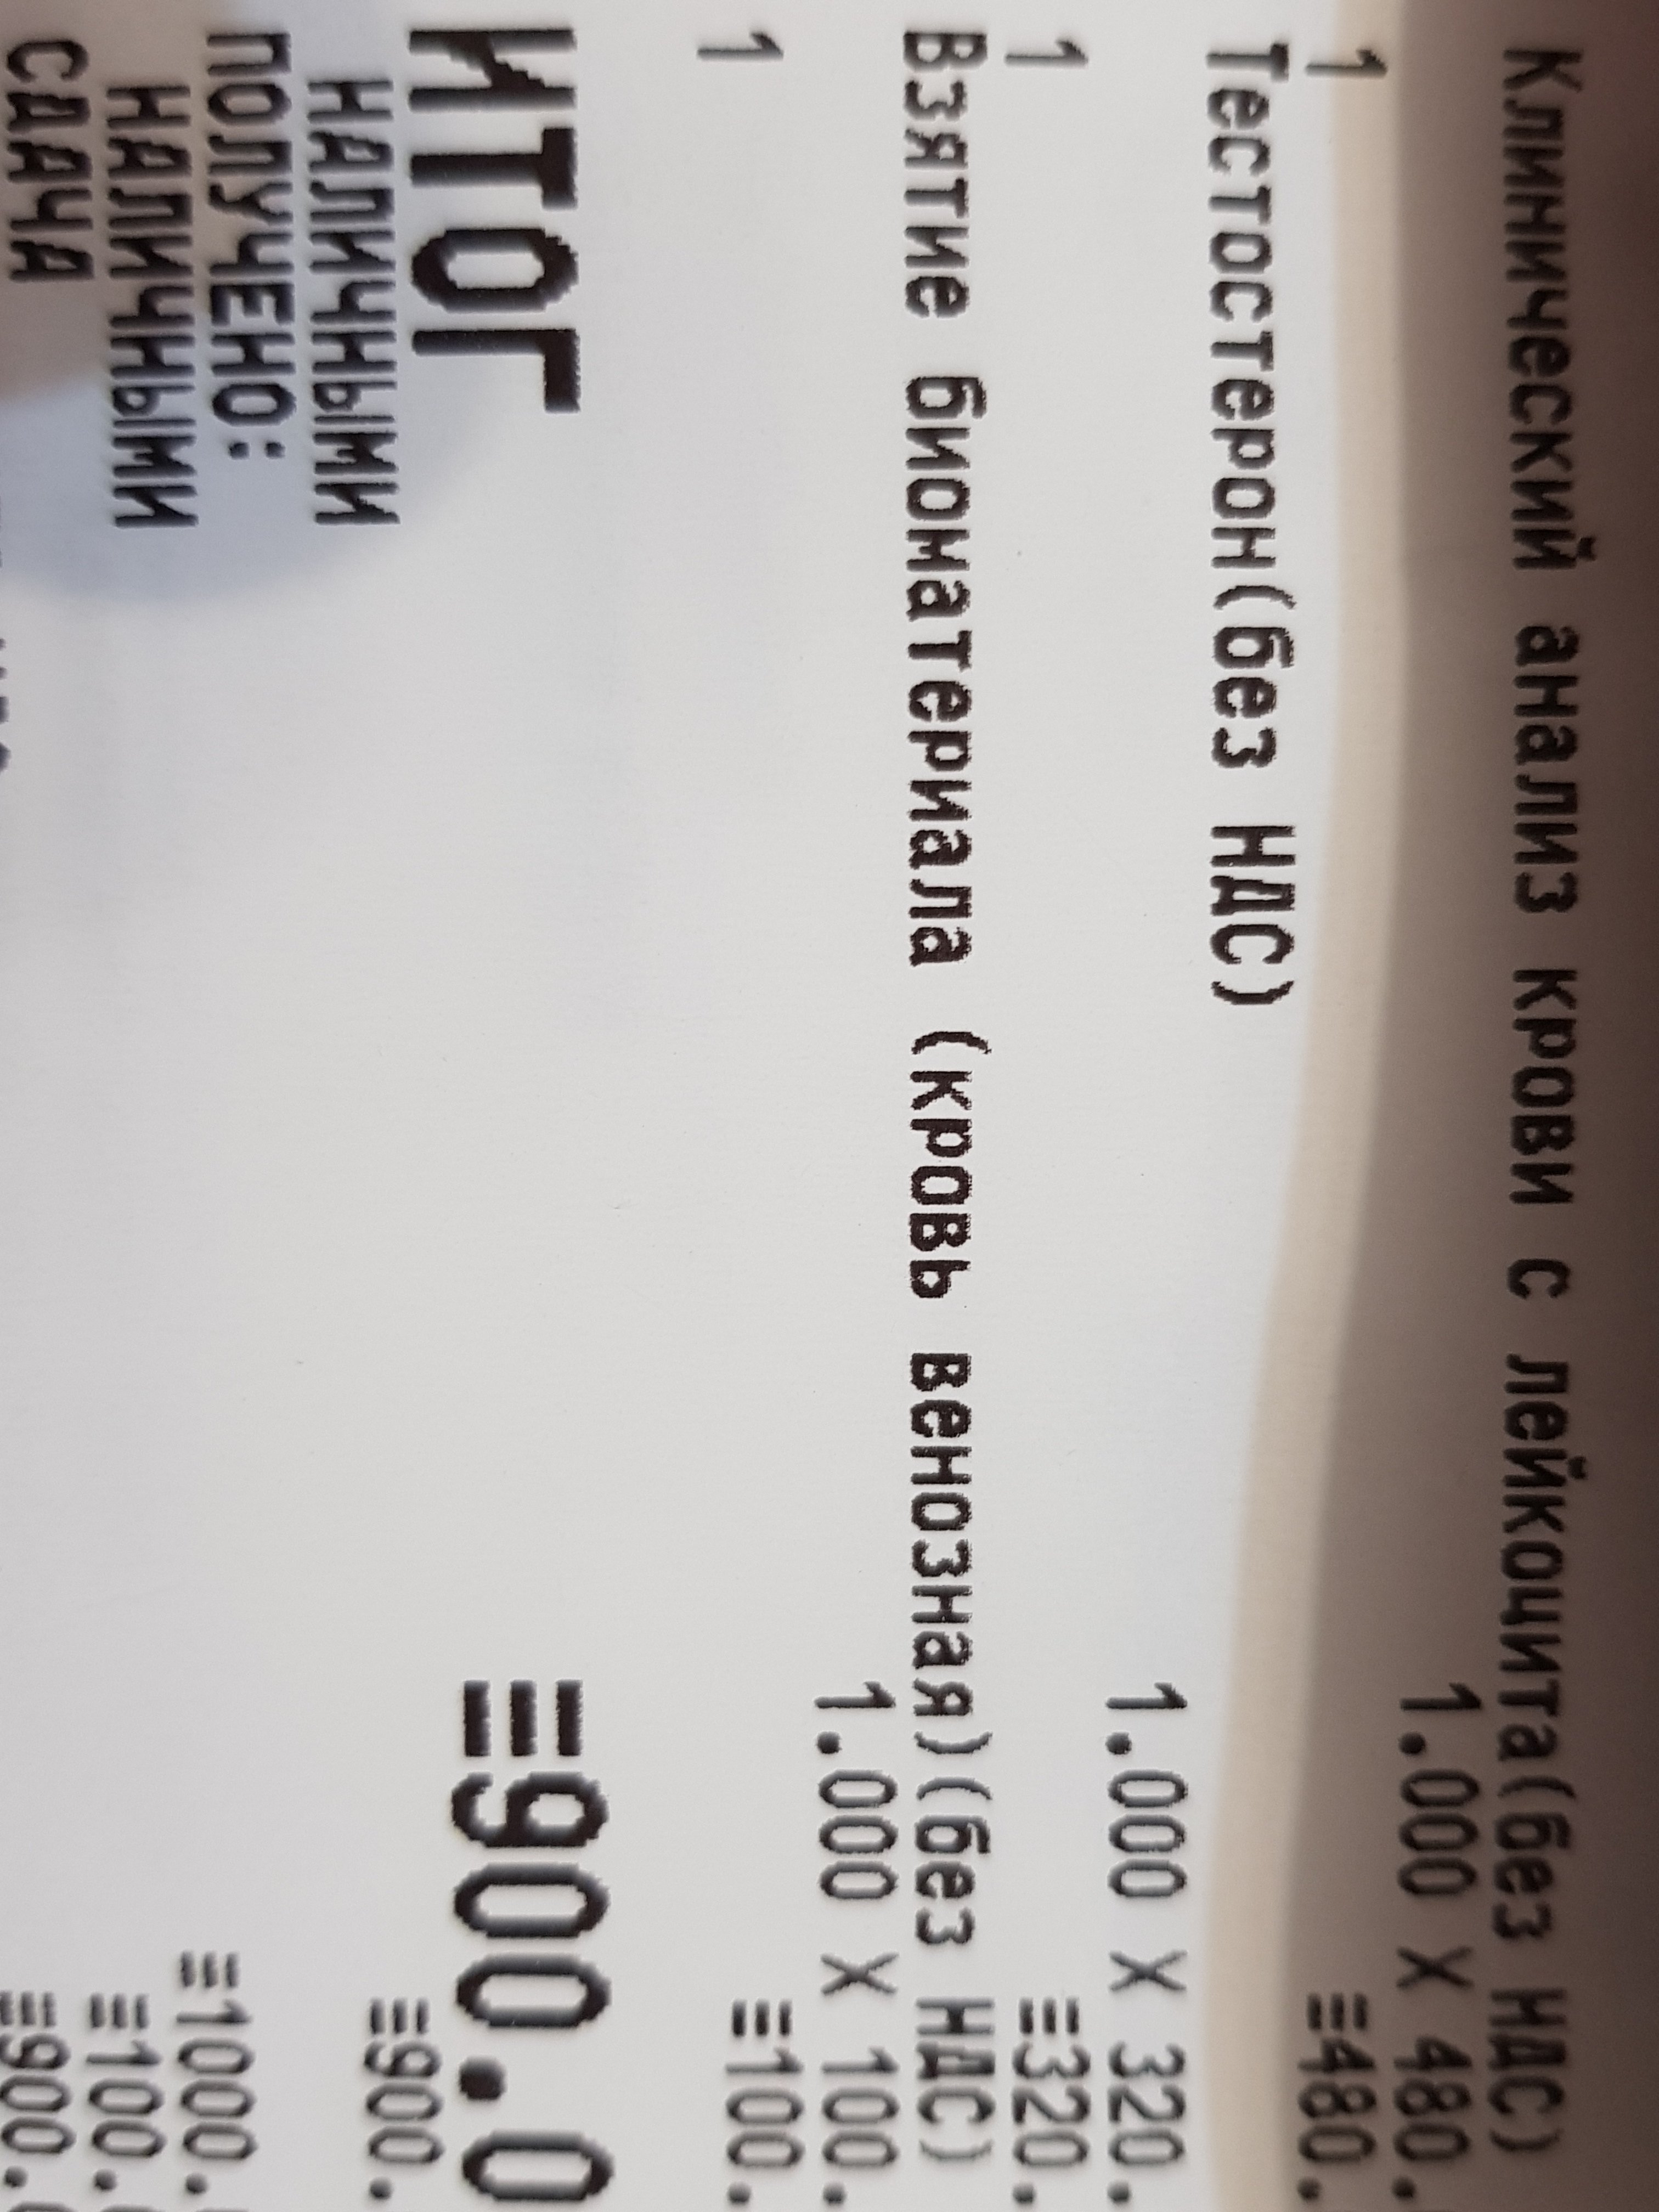 Клинический анализ крови с лейкоцита(без НДС)
1.000 X 480.
1 ≡480.
Тестостерон(без НДС)
1.000 X 320.
1 ≡320.
Взятие биоматериала (кровь венозная)(без НДС)
1.000 X 100.
1 ≡100.
ИТОГ ≡900.0
НАЛИЧНЫМИ ≡900.
ПОЛУЧЕНО:
НАЛИЧНЫМИ ≡1000.
СДАЧА ≡100.
≡900.